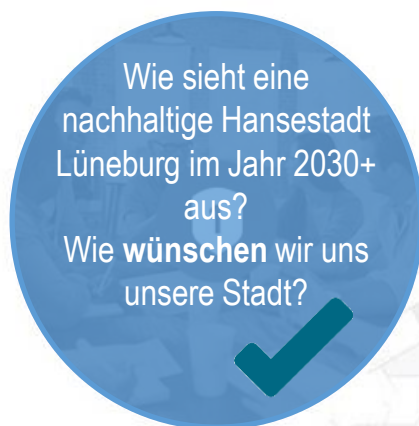 Wie sieht eine
nachhaltige Hansestadt
Lüneburg im Jahr 2030+
aus?
Wie wünschen wir uns
unsere Stadt?